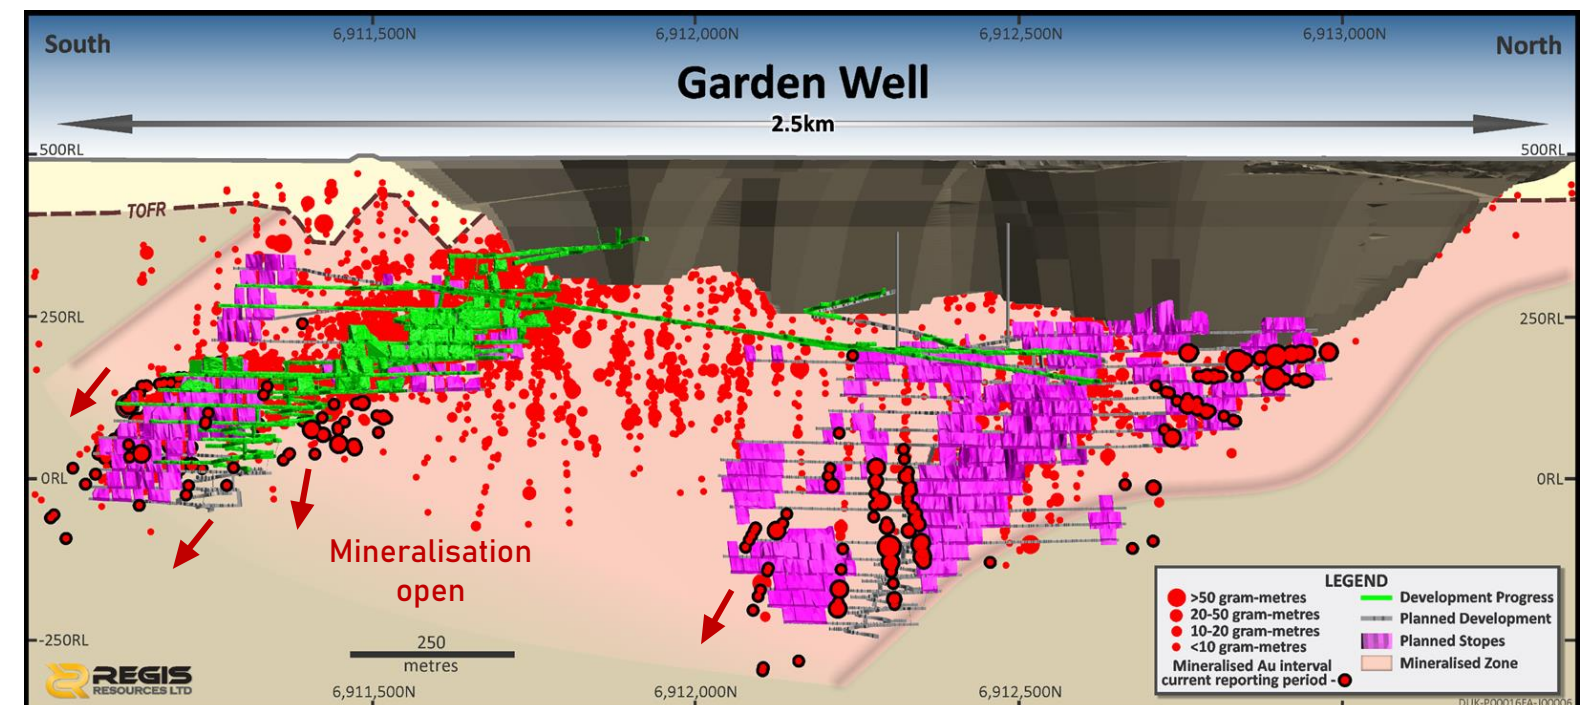 6,911,500N
6,912,000N
6,912,500N
6,913,000N
South
North
Garden Well
2.5km
500RL
500RL
TOFR
250RL
250RL
0RL
0RL
Mineralisation
open
-250RL
250
metres
REGIS
RESOURCES LTD
6,911,500N
6,912,000N
6,912,500N
LEGEND
>50 gram-metres
20-50 gram-metres
10-20 gram-metres
<10 gram-metres
Mineralised Au interval
current reporting period -
Development Progress
Planned Development
Planned Stopes
Mineralised Zone